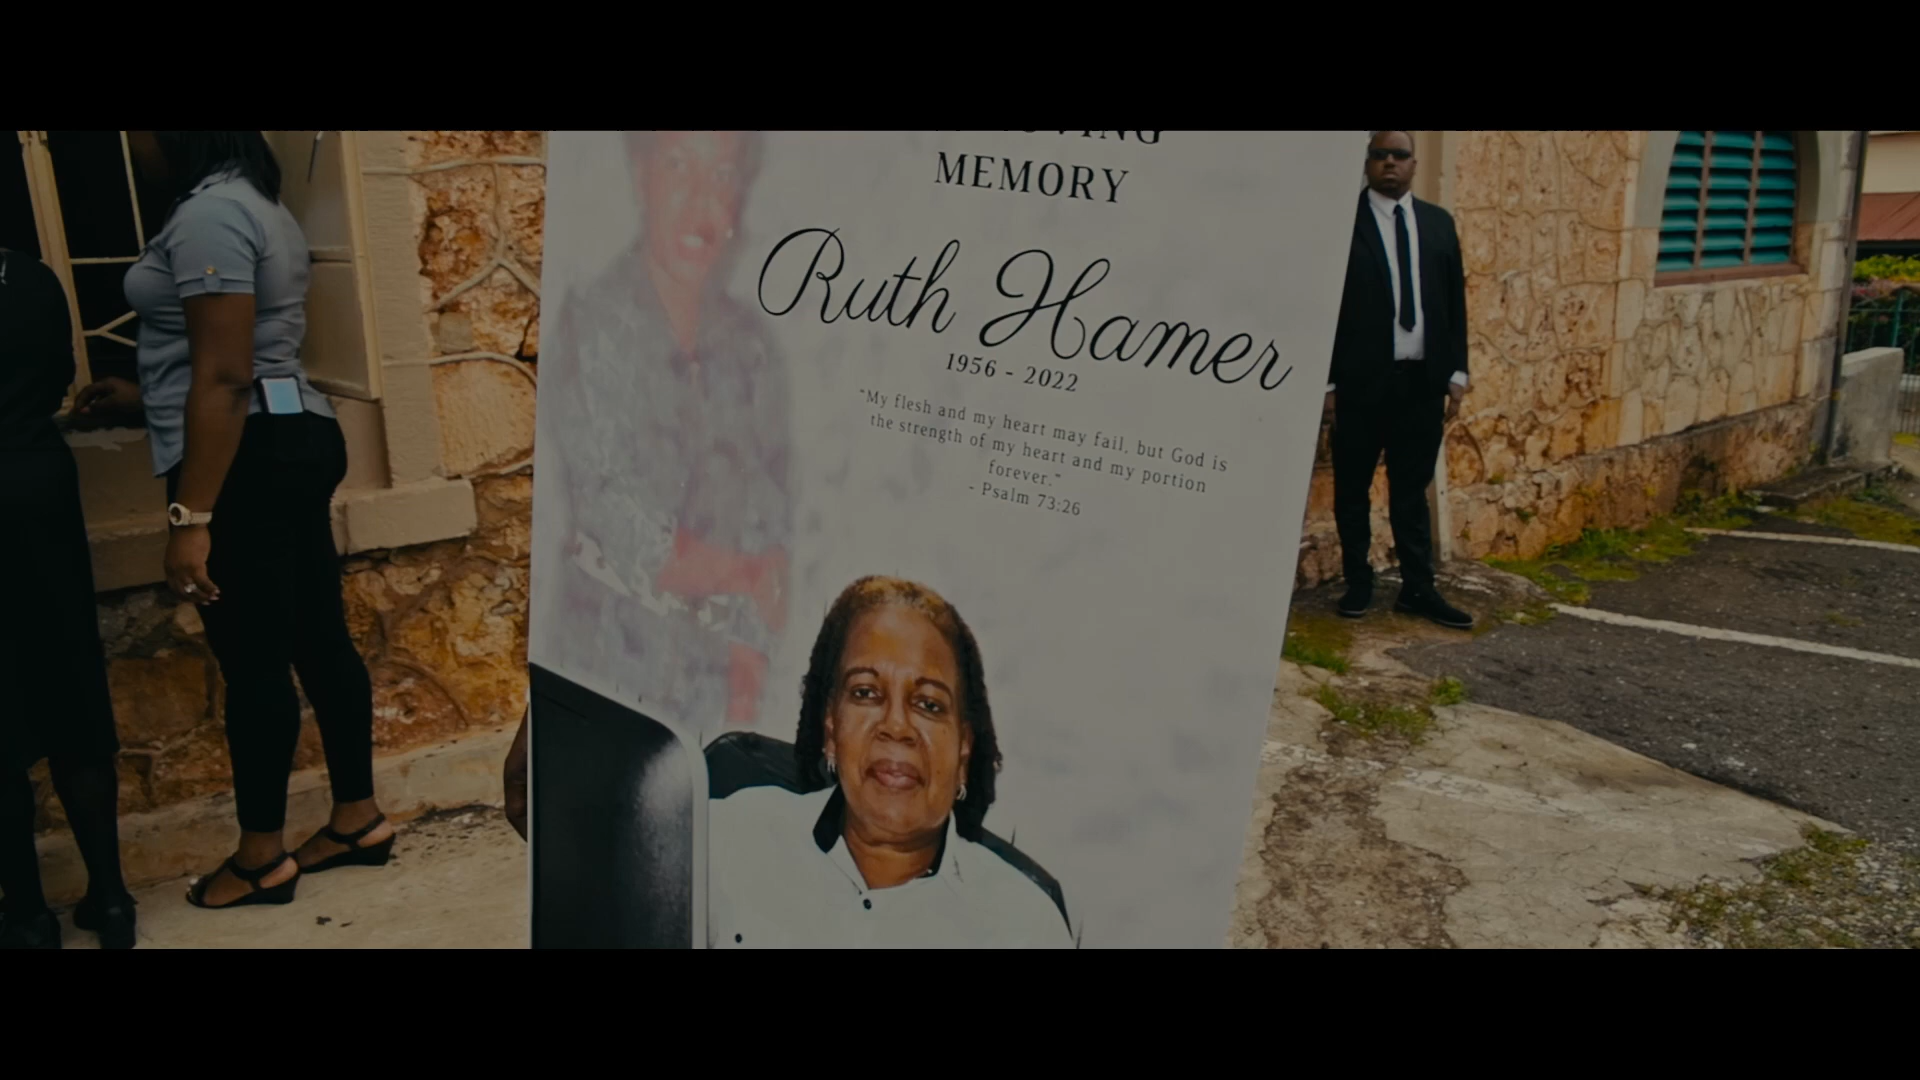 LOVING
MEMORY
Ruth Hamer
1956 - 2022
"My flesh and my heart may fail, but God is
the strength of my heart and my portion
forever."
- Psalm 73:26